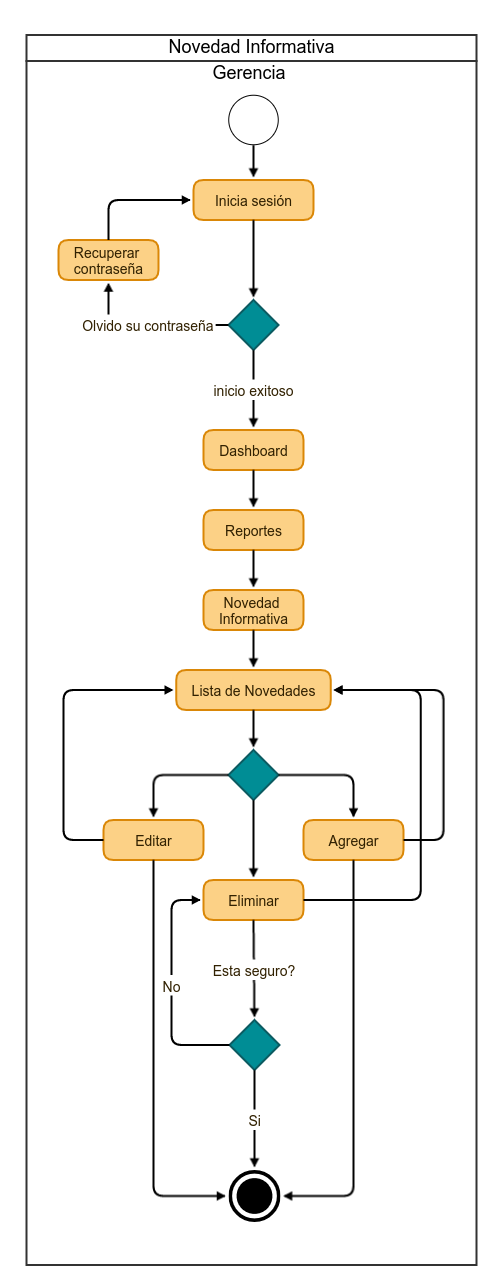 Novedad Informativa
Gerencia
Inicia sesión
Recuperar
contraseña
Olvido su contraseña
inicio exitoso
Dashboard
Reportes
Novedad
Informativa
Lista de Novedades
Editar
Agregar
Eliminar
Esta seguro?
No
Si